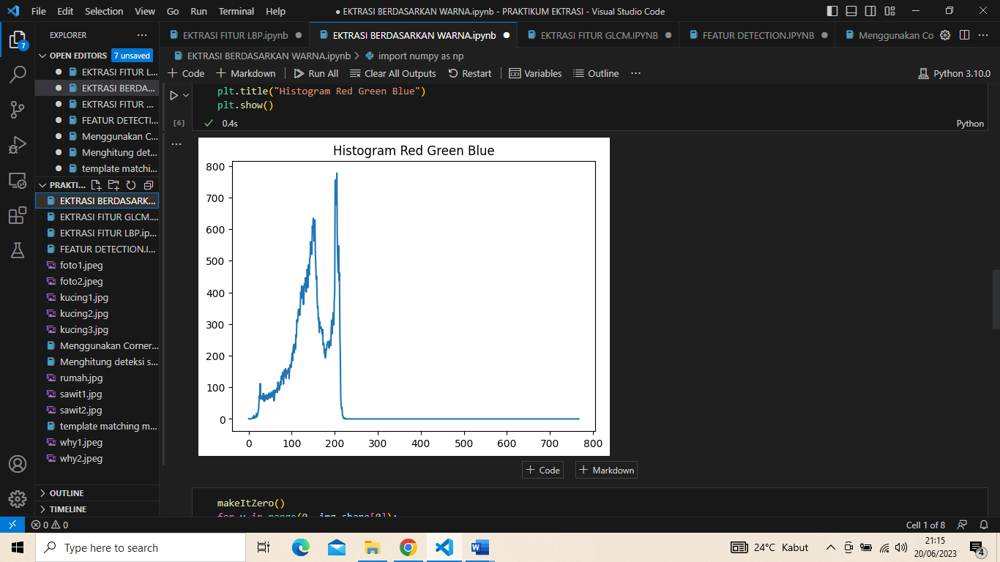 File Edit Selection View Go Run Terminal Help
● EKTRASI BERDASARKAN WARNA.ipynb - PRAKTIKUM EKTRASI - Visual Studio Code
EXPLORER
OPEN EDITORS 7 unsaved
EKTRASI FITUR L...
EKTRASI BERDA...
EKTRASI FITUR ...
FEATUR DETECTI...
Menggunakan C...
Menghitung det...
template matchi...
PRAKTI...
EKTRASI BERDASARK...
EKTRASI FITUR GLCM....
EKTRASI FITUR LBP.ip...
FEATUR DETECTION.I...
foto1.jpeg
foto2.jpeg
kucing1.jpg
kucing2.jpg
kucing3.jpg
Menggunakan Corner...
Menghitung deteksi s...
rumah.jpg
sawit1.jpg
sawit2.jpg
template matching m...
why1.jpeg
why2.jpeg
OUTLINE
TIMELINE
7
EKTRASI FITUR LBP.ipynb
EKTRASI BERDASARKAN WARNA.ipynb
EKTRASI FITUR GLCM.IPYNB
FEATUR DETECTION.IPYNB
Menggunakan Co
EKTRASI BERDASARKAN WARNA.ipynb > import numpy as np
+ Code + Markdown Run All Clear All Outputs Restart Variables Outline ...
Python 3.10.0
plt.title("Histogram Red Green Blue")
plt.show()
[6]
0.4s
Python
Histogram Red Green Blue
800
700
600
500
400
300
200
100
0
0 100 200 300 400 500 600 700 800
+ Code + Markdown
makeItZero()
for y in range(0, img.shape[0]):
0 0
Cell 1 of 8
Type here to search
24°C Kabut
21:15
20/06/2023
4